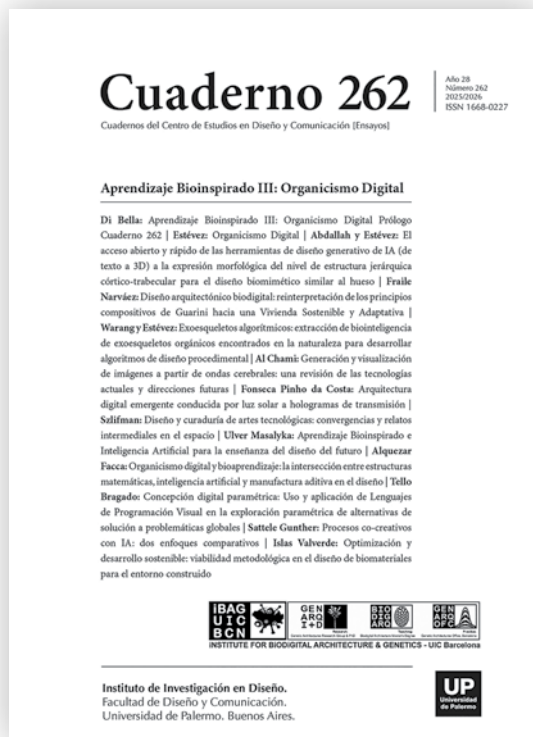 Cuaderno 262
Año 28
Número 262
2025/2026
ISSN 1668-0227
Cuadernos del Centro de Estudios en Diseño y Comunicación [Ensayos]
Aprendizaje Bioinspirado III: Organicismo Digital
Di Bella: Aprendizaje Bioinspirado III: Organicismo Digital Prólogo
Cuaderno 262 | Estévez: Organicismo Digital | Abdallah y Estévez: El
acceso abierto y rápido de las herramientas de diseño generativo de IA (de
texto a 3D) a la expresión morfológica del nivel de estructura jerárquica
córtico-trabecular para el diseño biomimético similar al hueso | Fraile
Narváez: Diseño arquitectónico biodigital: reinterpretación de los principios
compositivos de Guarini hacia una Vivienda Sostenible y Adaptativa |
Warang y Estévez: Exoesqueletos algorítmicos: extracción de biointeligencia
de exoesqueletos orgánicos encontrados en la naturaleza para desarrollar
algoritmos de diseño procedimental | Al Chami: Generación y visualización
de imágenes a partir de ondas cerebrales: una revisión de las tecnologías
actuales y direcciones futuras | Fonseca Pinho da Costa: Arquitectura
digital emergente conducida por luz solar a hologramas de transmisión |
Szlifman: Diseño y curaduría de artes tecnológicas: convergencias y relatos
intermediales en el espacio | Ulver Masalyka: Aprendizaje Bioinspirado e
Inteligencia Artificial para la enseñanza del diseño del futuro | Alquezar
Facca: Organicismo digital y bioaprendizaje: la intersección entre estructuras
matemáticas, inteligencia artificial y manufactura aditiva en el diseño | Tello
Bragado: Concepción digital paramétrica: Uso y aplicación de Lenguajes
de Programación Visual en la exploración paramétrica de alternativas de
solución a problemáticas globales | Sattele Gunther: Procesos co-creativos
con IA: dos enfoques comparativos | Islas Valverde: Optimización y
desarrollo sostenible: viabilidad metodológica en el diseño de biomateriales
para el entorno construido
iBAG
UIC
BCN
GEN
ARQ
I+D
BIO
DIG
ARQ
GEN
ARQ
OFC
INSTITUTE FOR BIODIGITAL ARCHITECTURE & GENETICS - UIC Barcelona
Instituto de Investigación en Diseño.
Facultad de Diseño y Comunicación.
Universidad de Palermo. Buenos Aires.
UP
Universidad
de Palermo